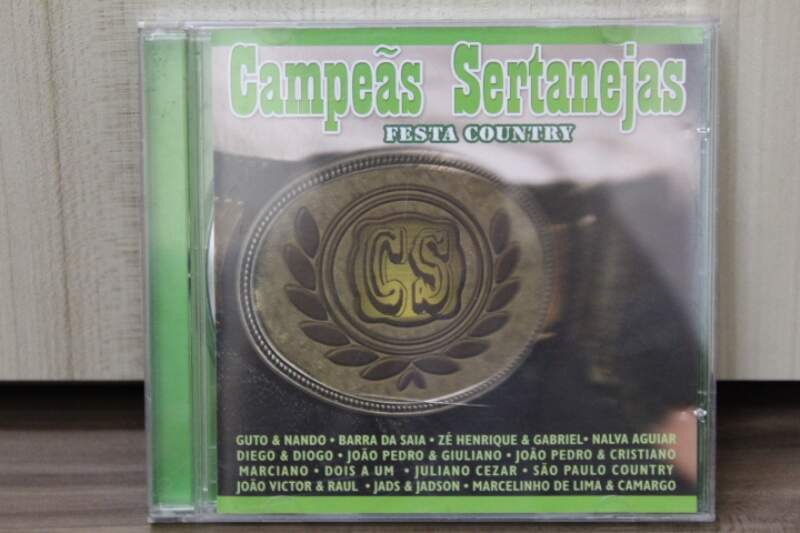 Campeãs Sertanejas
FESTA COUNTRY
CS
GUTO & NANDO • BARRA DA SAIA • ZÉ HENRIQUE & GABRIEL • NALVA AGUIAR
DIEGO & DIOGO • JOÃO PEDRO & GIULIANO • JOÃO PEDRO & CRISTIANO
MARCIANO • DOIS A UM • JULIANO CEZAR • SÃO PAULO COUNTRY
JOÃO VICTOR & RAUL • JADS & JADSON • MARCELINHO DE LIMA & CAMARGO